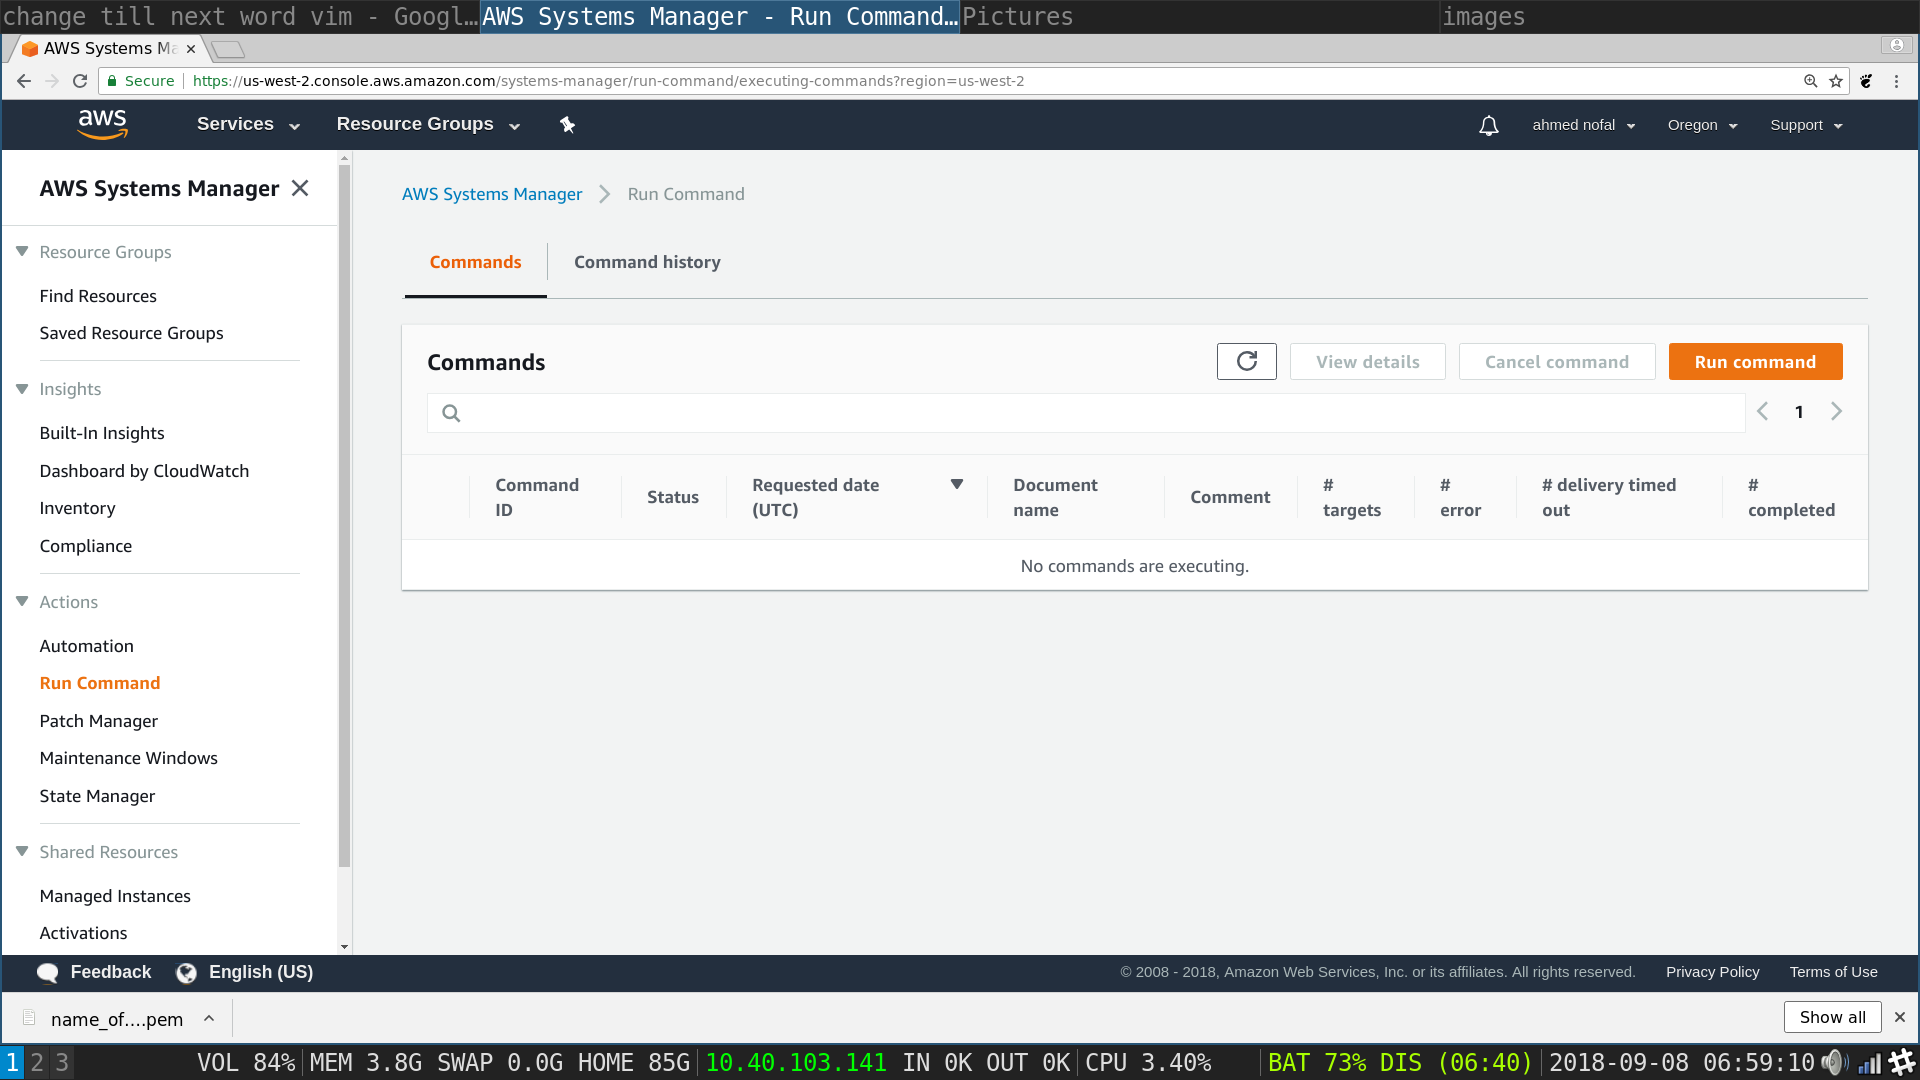 change till next word vim - Googl…
AWS Systems Manager - Run Command…
Pictures
images
AWS Systems Ma
Secure
https://us-west-2.console.aws.amazon.com/systems-manager/run-command/executing-commands?region=us-west-2
aws
Services
Resource Groups
ahmed nofal
Oregon
Support
AWS Systems Manager
Resource Groups
Find Resources
Saved Resource Groups
Insights
Built-In Insights
Dashboard by CloudWatch
Inventory
Compliance
Actions
Automation
Run Command
Patch Manager
Maintenance Windows
State Manager
Shared Resources
Managed Instances
Activations
AWS Systems Manager
Run Command
Commands
Command history
Commands
View details
Cancel command
Run command
1
Command
ID
Status
Requested date
(UTC)
Document
name
Comment
#
targets
#
error
# delivery timed
out
#
completed
No commands are executing.
Feedback
English (US)
© 2008 - 2018, Amazon Web Services, Inc. or its affiliates. All rights reserved.
Privacy Policy
Terms of Use
name_of....pem
Show all
1 2 3
VOL 84% MEM 3.8G SWAP 0.0G HOME 85G 10.40.103.141 IN 0K OUT 0K CPU 3.40% BAT 73% DIS (06:40) 2018-09-08 06:59:10